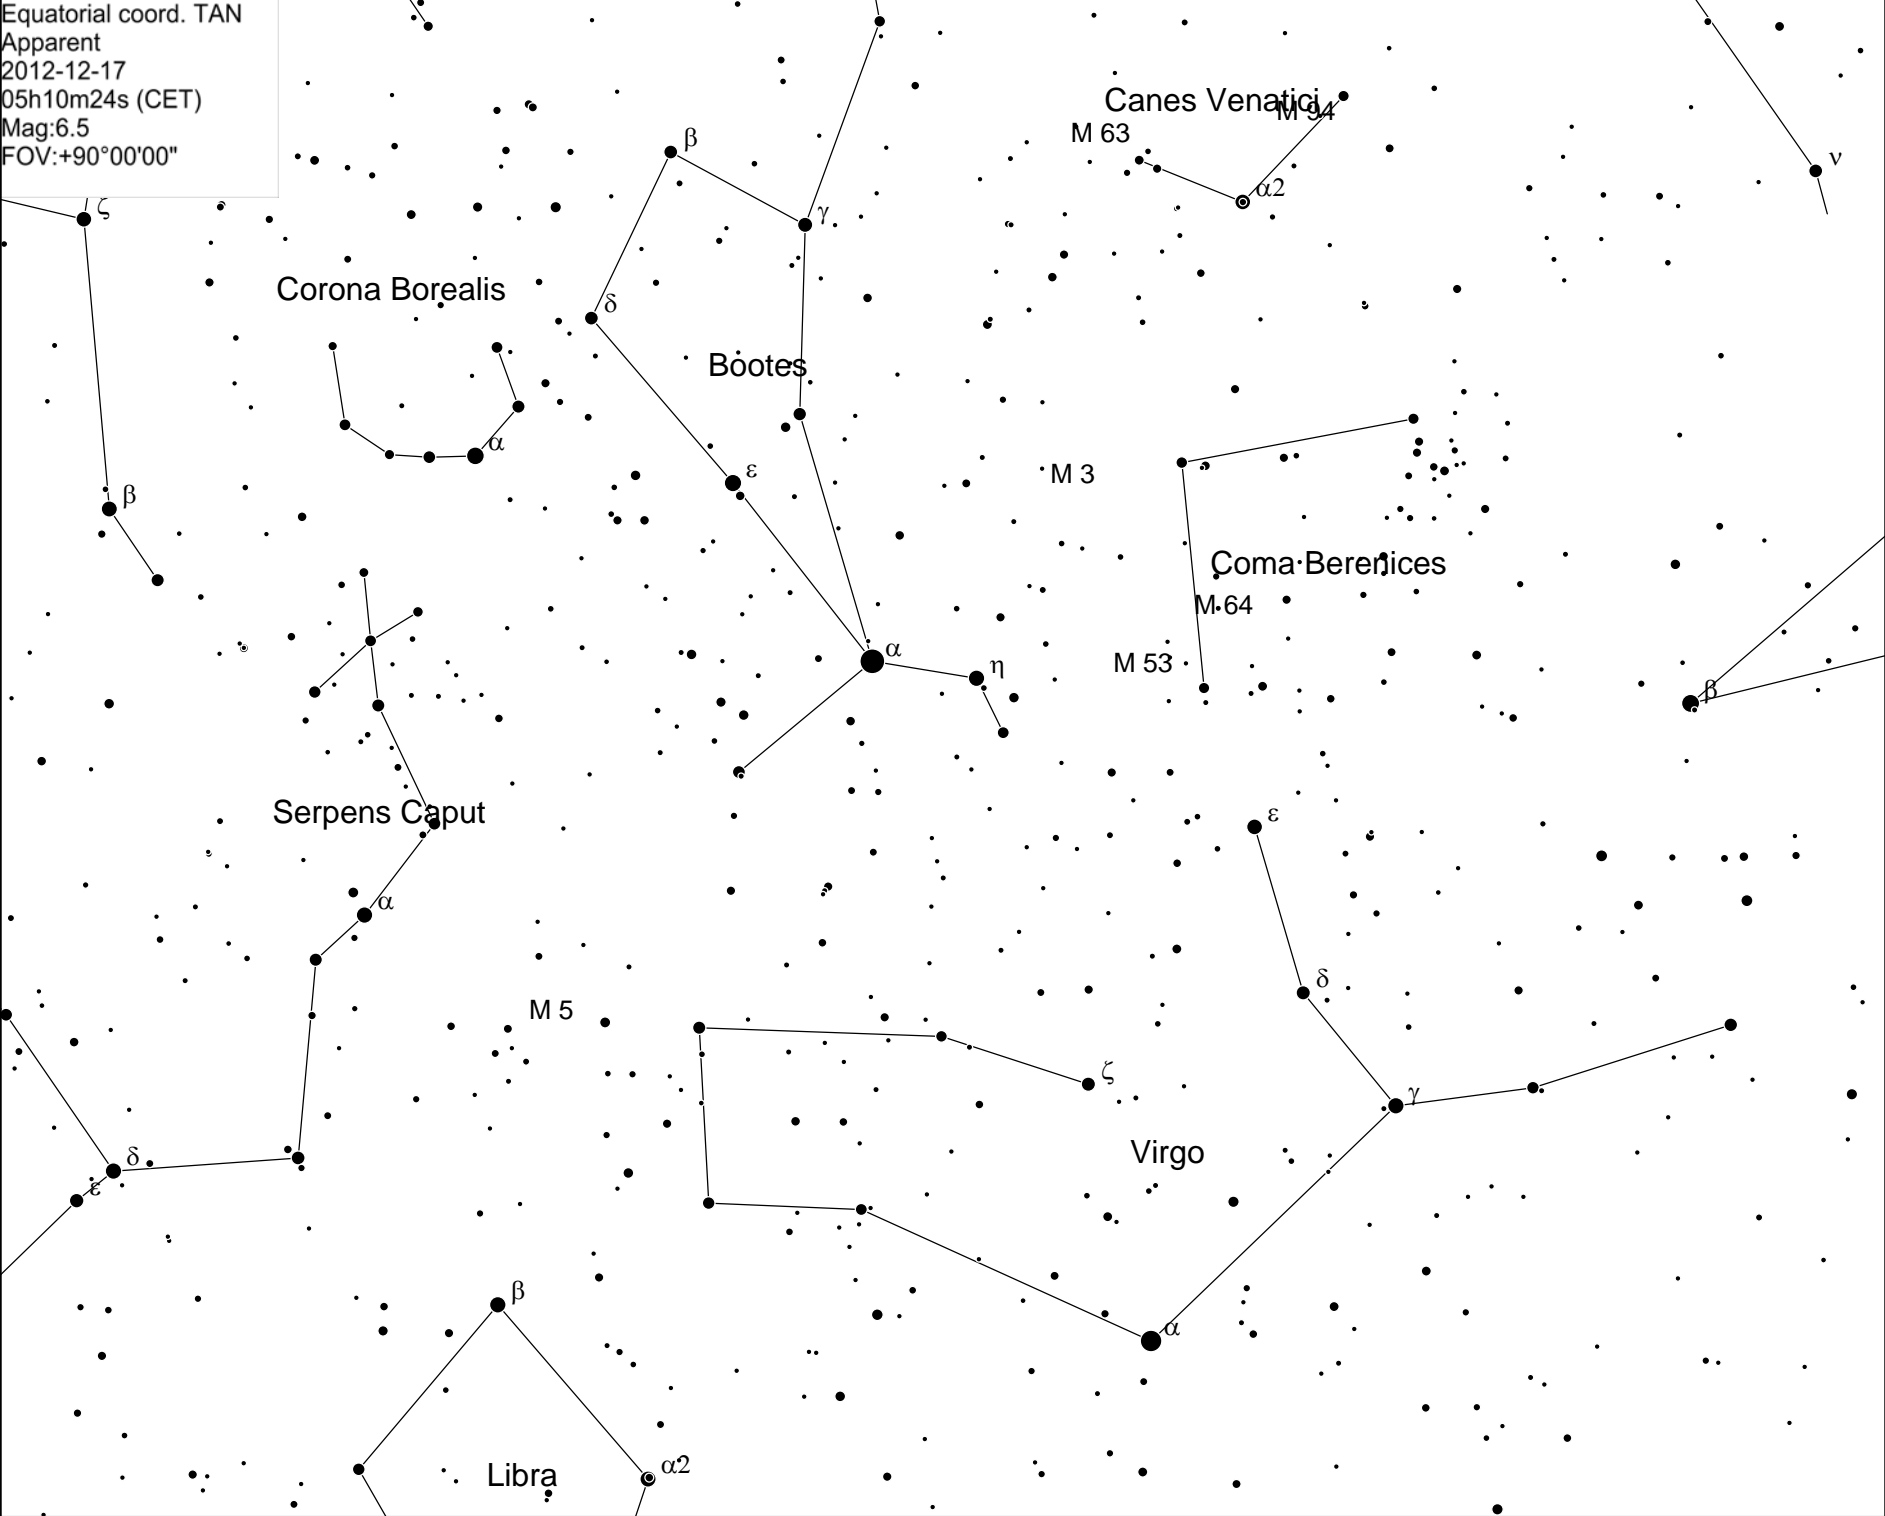 Equatorial coord. TAN
Apparent
2012-12-17
05h10m24s (CET)
Mag:6.5
FOV:+90°00'00"
Canes Venatici
M 94
M 63
β
ν
α2
ζ
γ
Corona Borealis
δ
Bootes
α
ε
M 3
β
Coma Berenices
M 64
α
M 53
η
β
Serpens Caput
ε
α
δ
M 5
ζ
γ
Virgo
δ
ε
β
α
Libra
α2